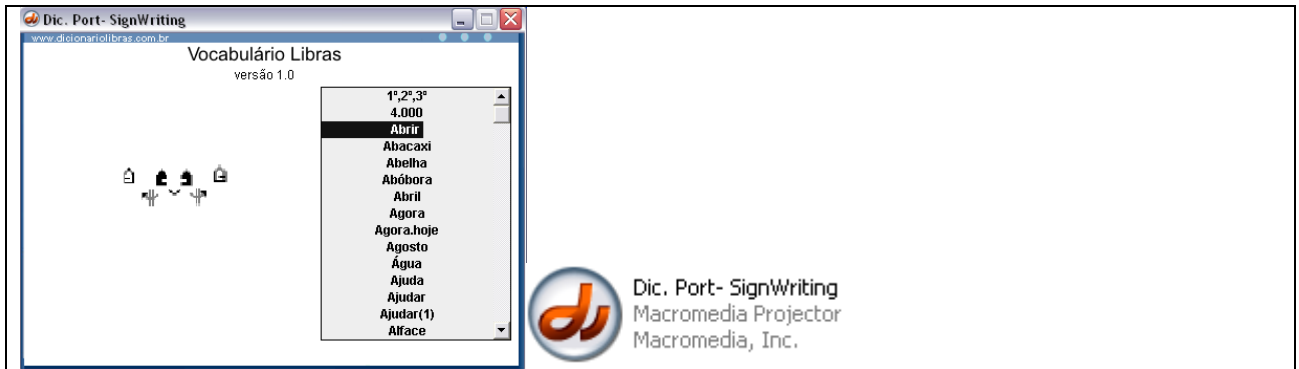 Dic. Port- SignWriting
www.dicionariolibras.com.br
Vocabulário Libras
versão 1.0
1º,2º,3º
4.000
Abrir
Abacaxi
Abelha
Abóbora
Abril
Agora
Agora.hoje
Agosto
Água
Ajuda
Ajudar
Ajudar(1)
Alface
Dic. Port- SignWriting
Macromedia Projector
Macromedia, Inc.